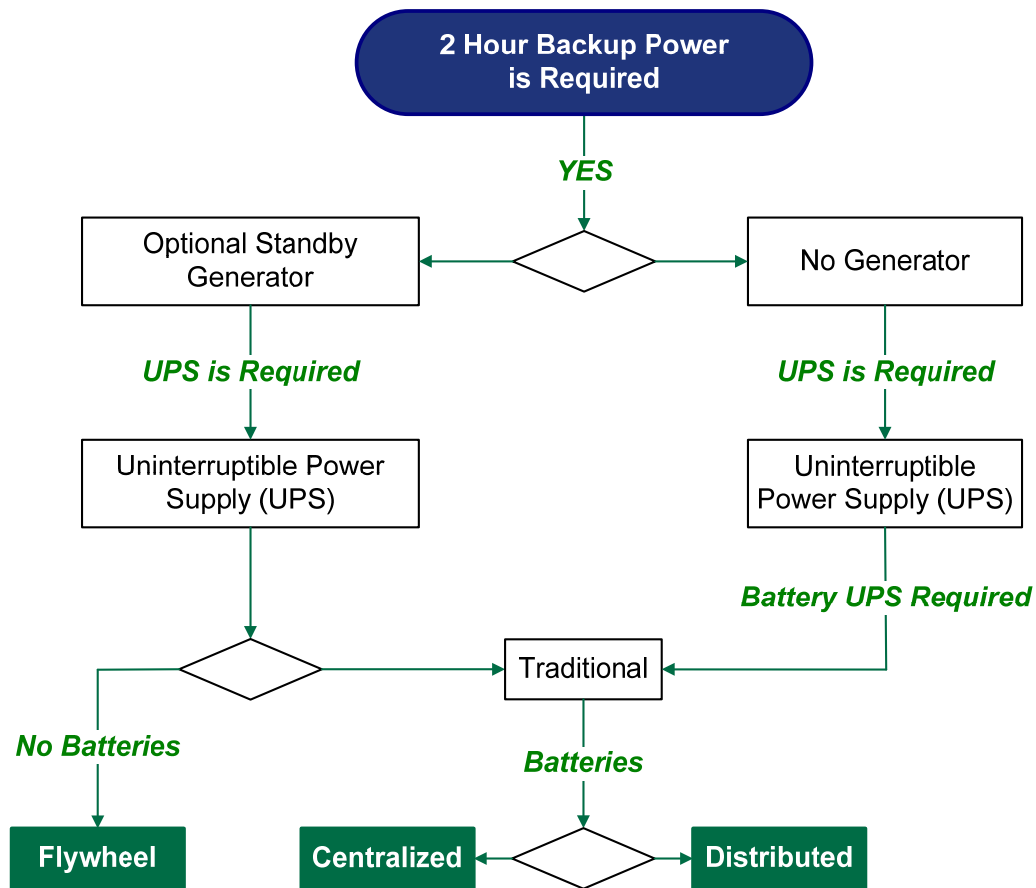 2 Hour Backup Power
is Required
YES
Optional Standby
Generator
No Generator
UPS is Required
UPS is Required
Uninterruptible Power
Supply (UPS)
Uninterruptible
Power Supply (UPS)
Battery UPS Required
Traditional
No Batteries
Batteries
Flywheel
Centralized
Distributed